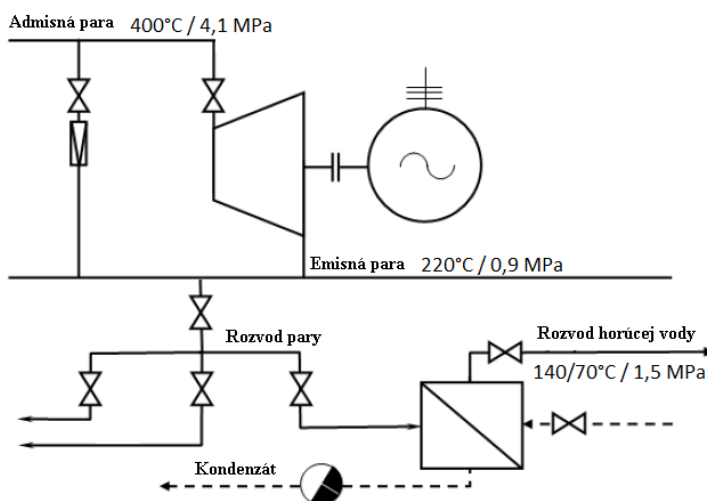 Admisná para 400°C / 4,1 MPa
Emisná para 220°C / 0,9 MPa
Rozvod pary
Rozvod horúcej vody
140/70°C / 1,5 MPa
Kondenzát